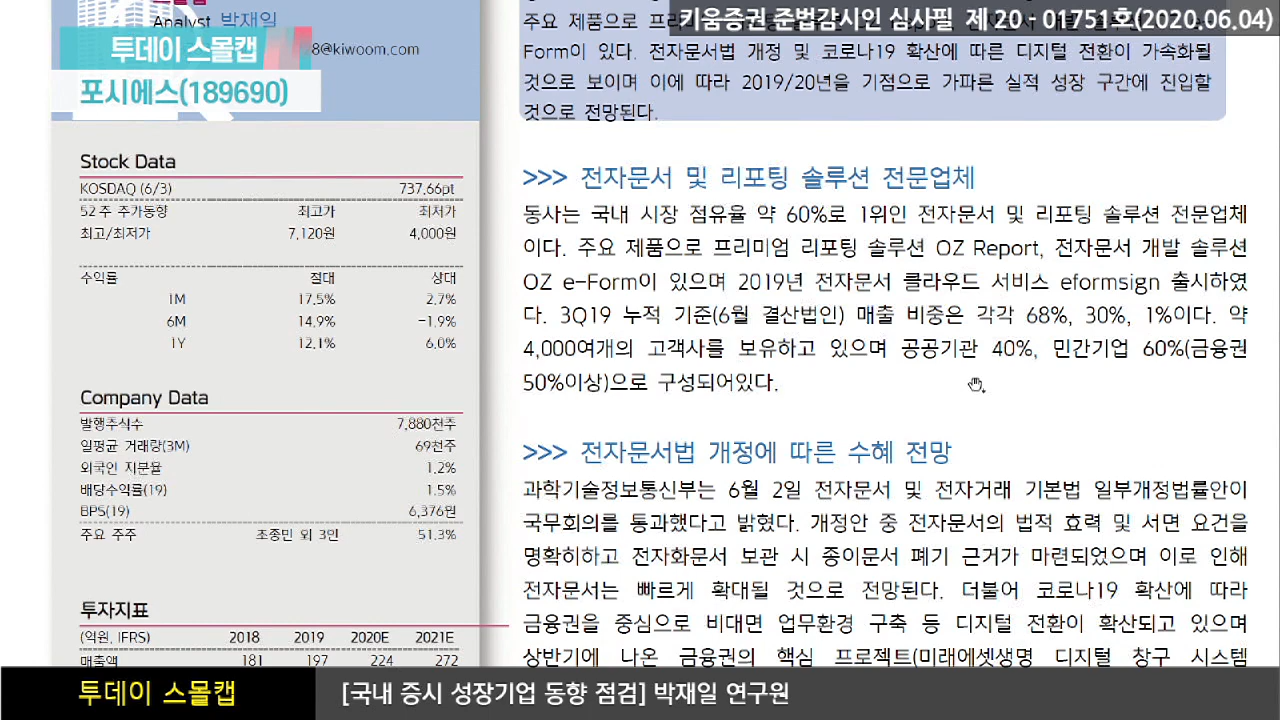 키움증권 준법감시인 심사필 제 20 - 01751호(2020.06.04)
Analyst 박재일
8@kiwoom.com
투데이 스몰캡
포시에스(189690)
Stock Data
KOSDAQ (6/3) 737.66pt
52주 주가동향 최고가 최저가
최고/최저가 7,120원 4,000원
수익률 절대 상대
1M 17.5% 2.7%
6M 14.9% -1.9%
1Y 12.1% 6.0%
Company Data
발행주식수 7,880천주
일평균 거래량(3M) 69천주
외국인 지분율 1.2%
배당수익률(19) 1.5%
BPS(19) 6,376원
주요 주주 조종민 외 3인 51.3%
투자지표
(억원, IFRS) 2018 2019 2020E 2021E
매출액 181 197 224 272
주요 제품으로
Form이 있다. 전자문서법 개정 및 코로나19 확산에 따른 디지털 전환이 가속화될
것으로 보이며 이에 따라 2019/20년을 기점으로 가파른 실적 성장 구간에 진입할
것으로 전망된다.
>>> 전자문서 및 리포팅 솔루션 전문업체
동사는 국내 시장 점유율 약 60%로 1위인 전자문서 및 리포팅 솔루션 전문업체
이다. 주요 제품으로 프리미엄 리포팅 솔루션 OZ Report, 전자문서 개발 솔루션
OZ e-Form이 있으며 2019년 전자문서 클라우드 서비스 eformsign 출시하였
다. 3Q19 누적 기준(6월 결산법인) 매출 비중은 각각 68%, 30%, 1%이다. 약
4,000여개의 고객사를 보유하고 있으며 공공기관 40%, 민간기업 60%(금융권
50%이상)으로 구성되어있다.
>>> 전자문서법 개정에 따른 수혜 전망
과학기술정보통신부는 6월 2일 전자문서 및 전자거래 기본법 일부개정법률안이
국무회의를 통과했다고 밝혔다. 개정안 중 전자문서의 법적 효력 및 서면 요건을
명확히하고 전자화문서 보관 시 종이문서 폐기 근거가 마련되었으며 이로 인해
전자문서는 빠르게 확대될 것으로 전망된다. 더불어 코로나19 확산에 따라
금융권을 중심으로 비대면 업무환경 구축 등 디지털 전환이 확산되고 있으며
상반기에 나온 금융권의 핵심 프로젝트(미래에셋생명 디지털 창구 시스템
투데이 스몰캡
[국내 증시 성장기업 동향 점검] 박재일 연구원